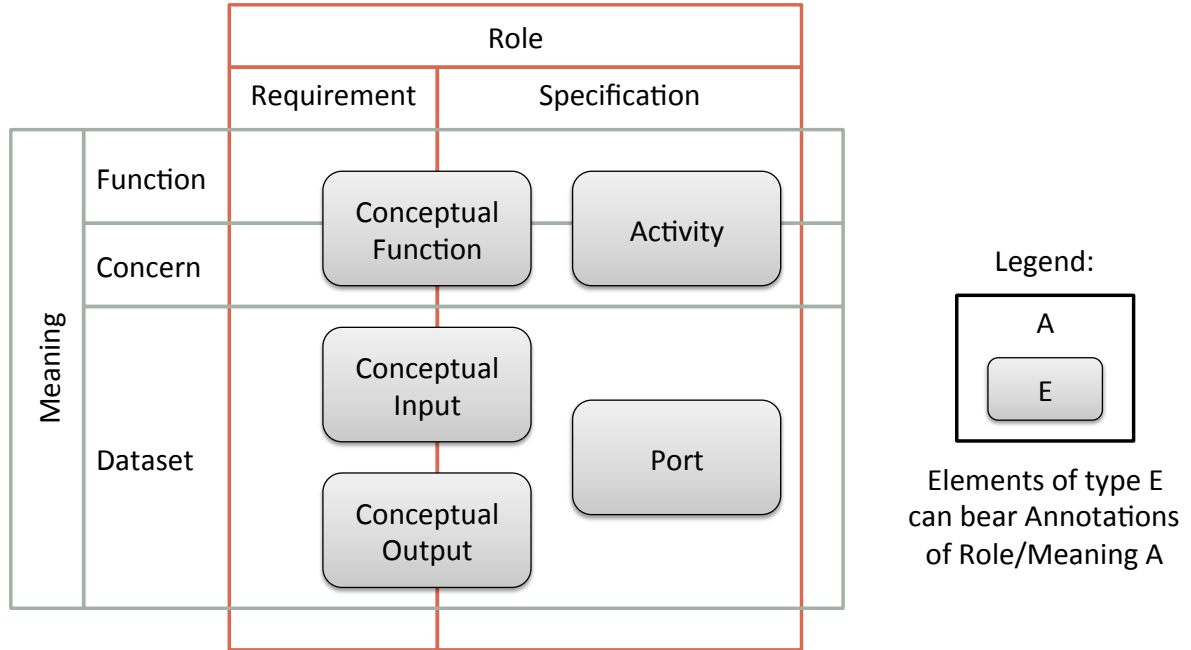 Role
Requirement
Specification
Meaning
Function
Concern
Dataset
Conceptual
Function
Activity
Conceptual
Input
Port
Conceptual
Output
Legend:
A
E
Elements of type E
can bear Annotations
of Role/Meaning A